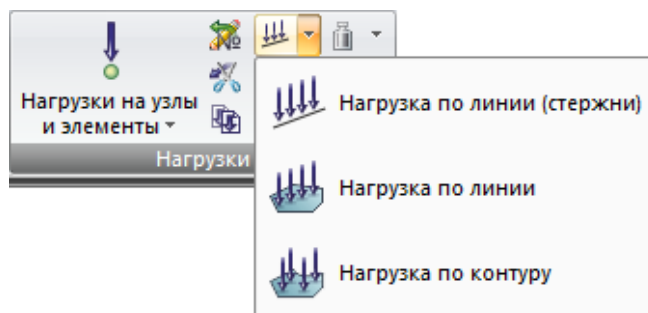 Нагрузки на узлы
и элементы
Нагрузки
Нагрузка по линии (стержни)
Нагрузка по линии
Нагрузка по контуру